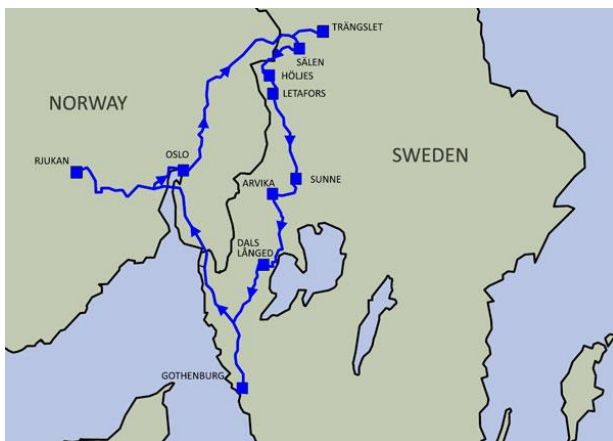 TRÄNGSLET
SÄLEN
HÖLJES
LETAFORS
NORWAY
OSLO
RJUKAN
SWEDEN
SUNNE
ARVIKA
DALS
LÅNGED
GOTHENBURG